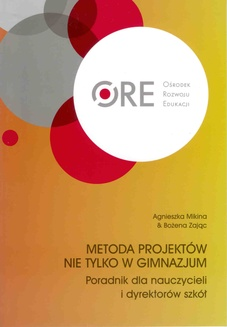 ORE
OŚRODEK
ROZWOJU
EDUKACJI
Agnieszka Mikina
& Bożena Zając
METODA PROJEKTÓW
NIE TYLKO W GIMNAZJUM
Poradnik dla nauczycieli
i dyrektorów szkół